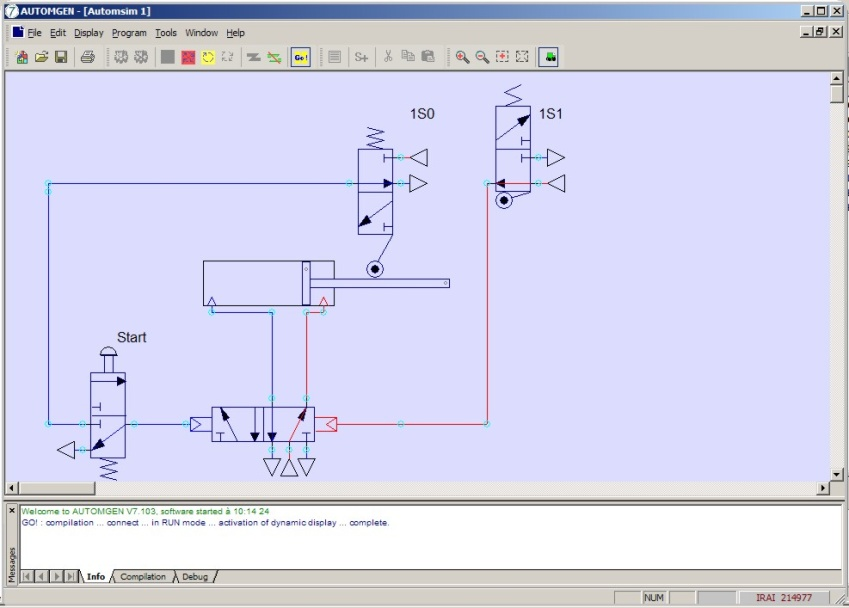 AUTOMGEN - [Automsim 1]
File Edit Display Program Tools Window Help
Go!
S+
1S0
1S1
Start
Welcome to AUTOMGEN V7.103, software started à 10:14 24
GO! : compilation ... connect ... in RUN mode ... activation of dynamic display ... complete.
Messages
Info Compilation Debug
NUM
IRAI 214977